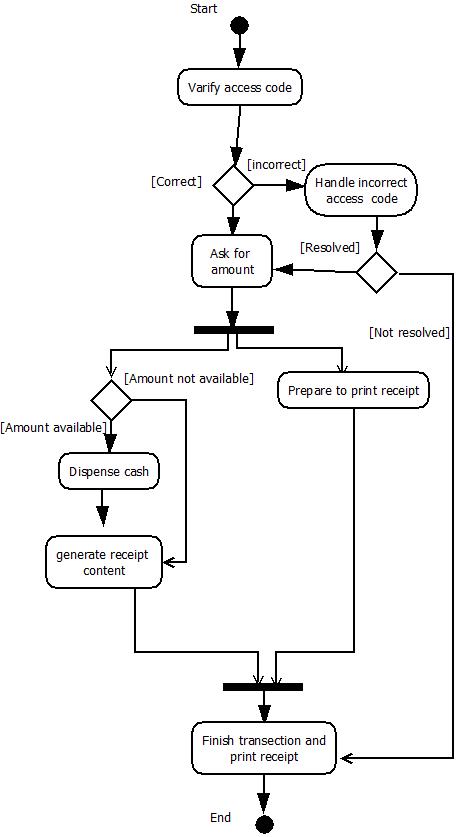 Start
Varify access code
[incorrect]
[Correct]
Handle incorrect
access code
Ask for
amount
[Resolved]
[Not resolved]
[Amount not available]
Prepare to print receipt
[Amount available]
Dispense cash
generate receipt
content
Finish transection and
print receipt
End